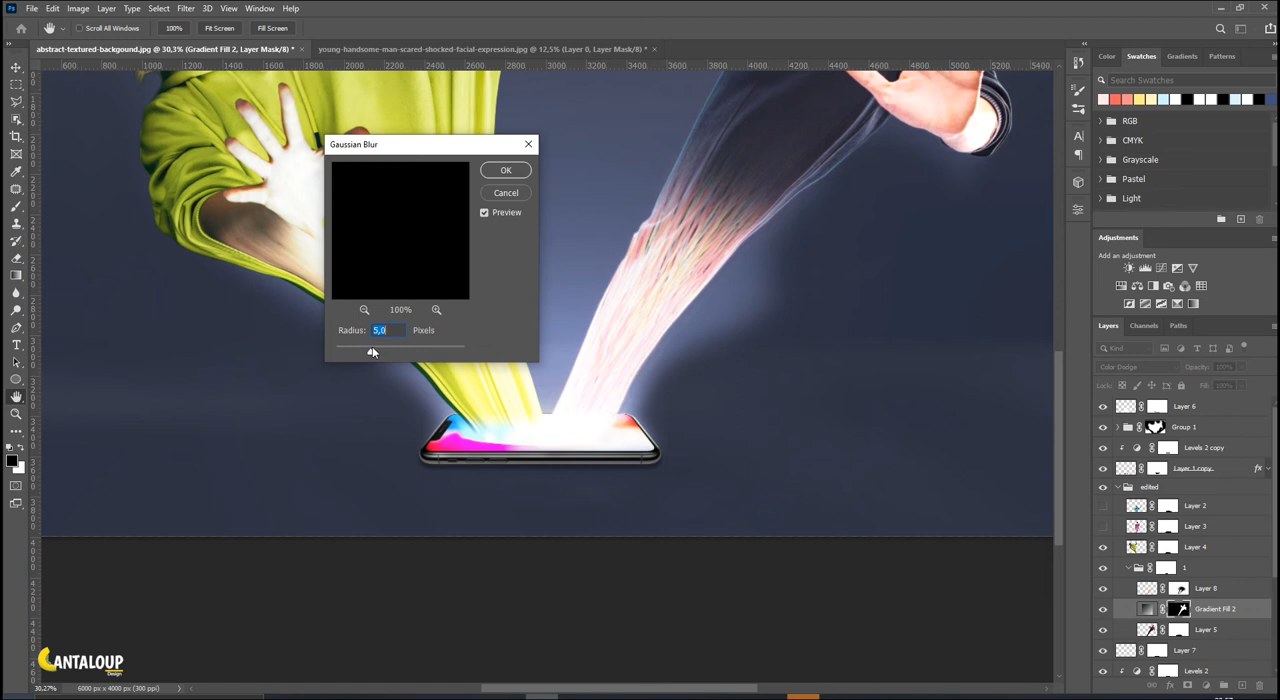 Ps File Edit Image Layer Type Select Filter 3D View Window Help
Scroll All Windows 100% Fit Screen Fill Screen
abstract-textured-backgound.jpg @ 30,3% (Gradient Fill 2, Layer Mask/8) * ×
young-handsome-man-scared-shocked-facial-expression.jpg @ 12,5% (Layer 0, Layer Mask/8) * ×
600 800 1000 1200 1400 1600 1800 2000 2200 2400 2600 2800 3000 3200 3400 3600 3800 4000 4200 4400 4600 4800 5000 5200 5400
Gaussian Blur
OK
Cancel
Preview
100%
Radius: 5,0 Pixels
Color Swatches Gradients Patterns
Search Swatches
RGB
CMYK
Grayscale
Pastel
Light
Adjustments
Add an adjustment
Layers Channels Paths
Kind
Color Dodge Opacity: 100%
Lock: Fill: 100%
Layer 6
Group 1
Levels 2 copy
Layer 1 copy fx
edited
Layer 2
Layer 3
Layer 4
1
Layer 8
Gradient Fill 2
Layer 5
Layer 7
Levels 2
CANTALOUP
Design
30,27% 6000 px x 4000 px (300 ppi)